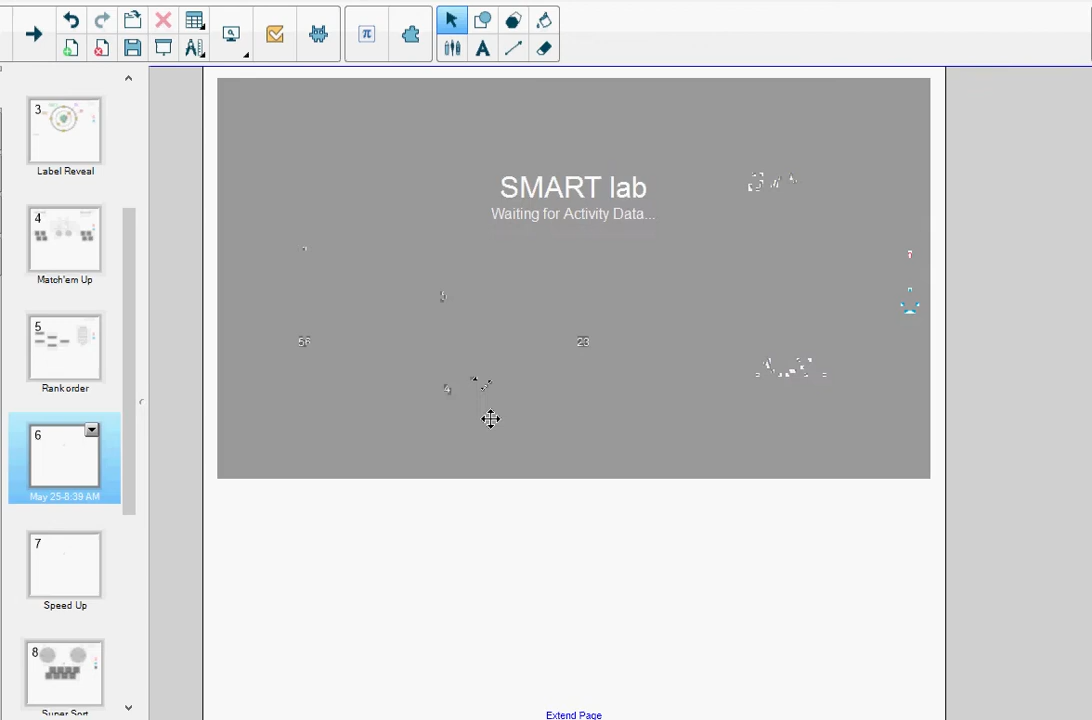 π
A
3
Label Reveal
4
Match'em Up
5
Rank order
6
May 25-8:39 AM
7
Speed Up
8
Super Sort
SMART lab
Waiting for Activity Data...
56
23
Extend Page